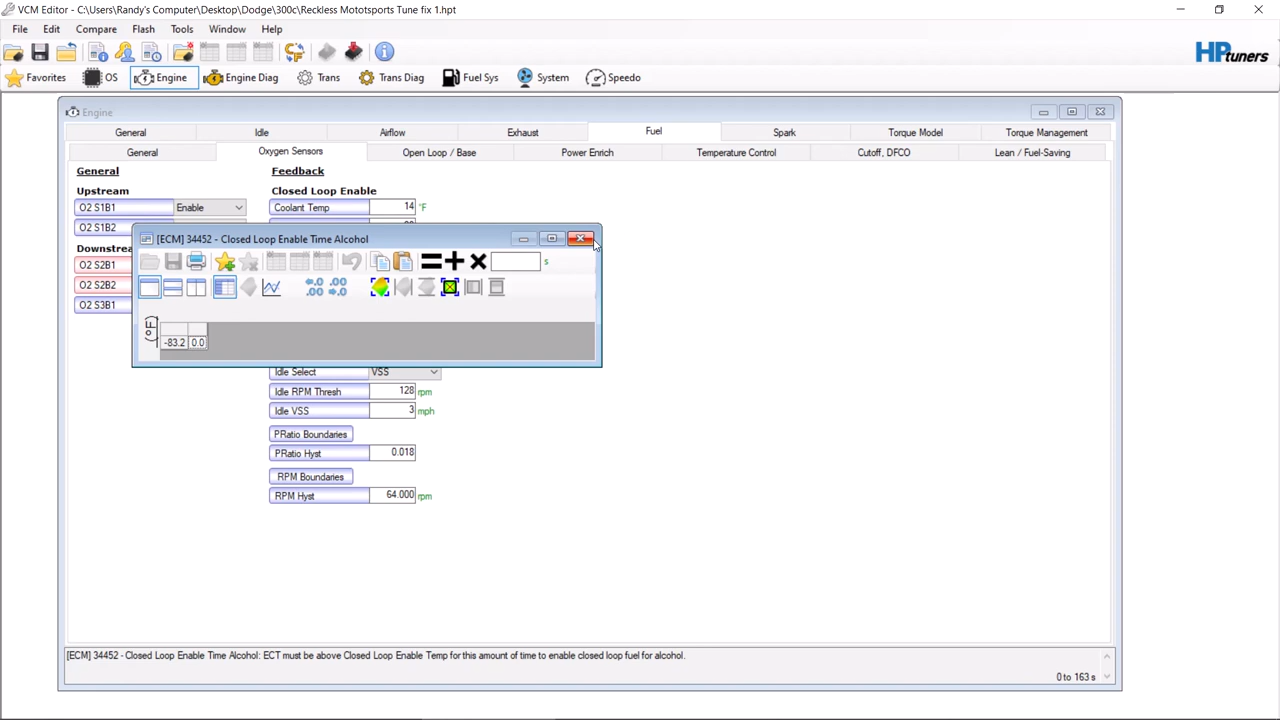 VCM Editor - C:\Users\Randy's Computer\Desktop\Dodge\300c\Reckless Mototsports Tune fix 1.hpt
File Edit Compare Flash Tools Window Help
HPtuners
Favorites OS Engine Engine Diag Trans Trans Diag Fuel Sys System Speedo
Engine
General Idle Airflow Exhaust Fuel Spark Torque Model Torque Management
General Oxygen Sensors Open Loop / Base Power Enrich Temperature Control Cutoff, DFCO Lean / Fuel-Saving
General Feedback
Upstream Closed Loop Enable
O2 S1B1 Enable Coolant Temp 14 °F
O2 S1B2
Downstrea
O2 S2B1
O2 S2B2
O2 S3B1
[ECM] 34452 - Closed Loop Enable Time Alcohol
s
(°F)
-83.2 0.0
Idle Select VSS
Idle RPM Thresh 128 rpm
Idle VSS 3 mph
PRatio Boundaries
PRatio Hyst 0.018
RPM Boundaries
RPM Hyst 64.000 rpm
[ECM] 34452 - Closed Loop Enable Time Alcohol: ECT must be above Closed Loop Enable Temp for this amount of time to enable closed loop fuel for alcohol.
0 to 163 s